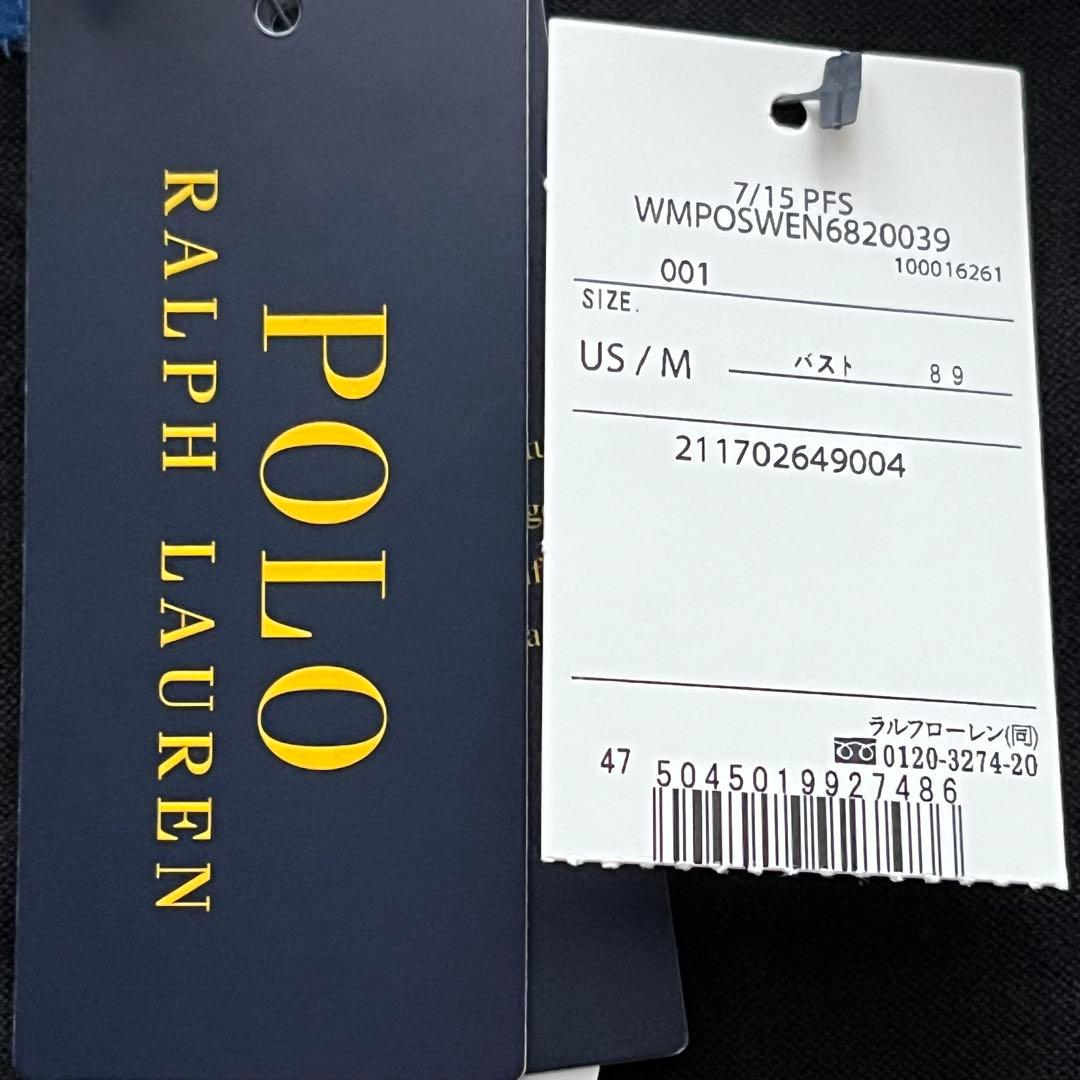 POLO
RALPH LAUREN
7/15 PFS
WMPOSWEN6820039
001
100016261
SIZE.
US / M
バスト 89
211702649004
ラルフローレン(同)
0120-3274-20
47
5045019927486